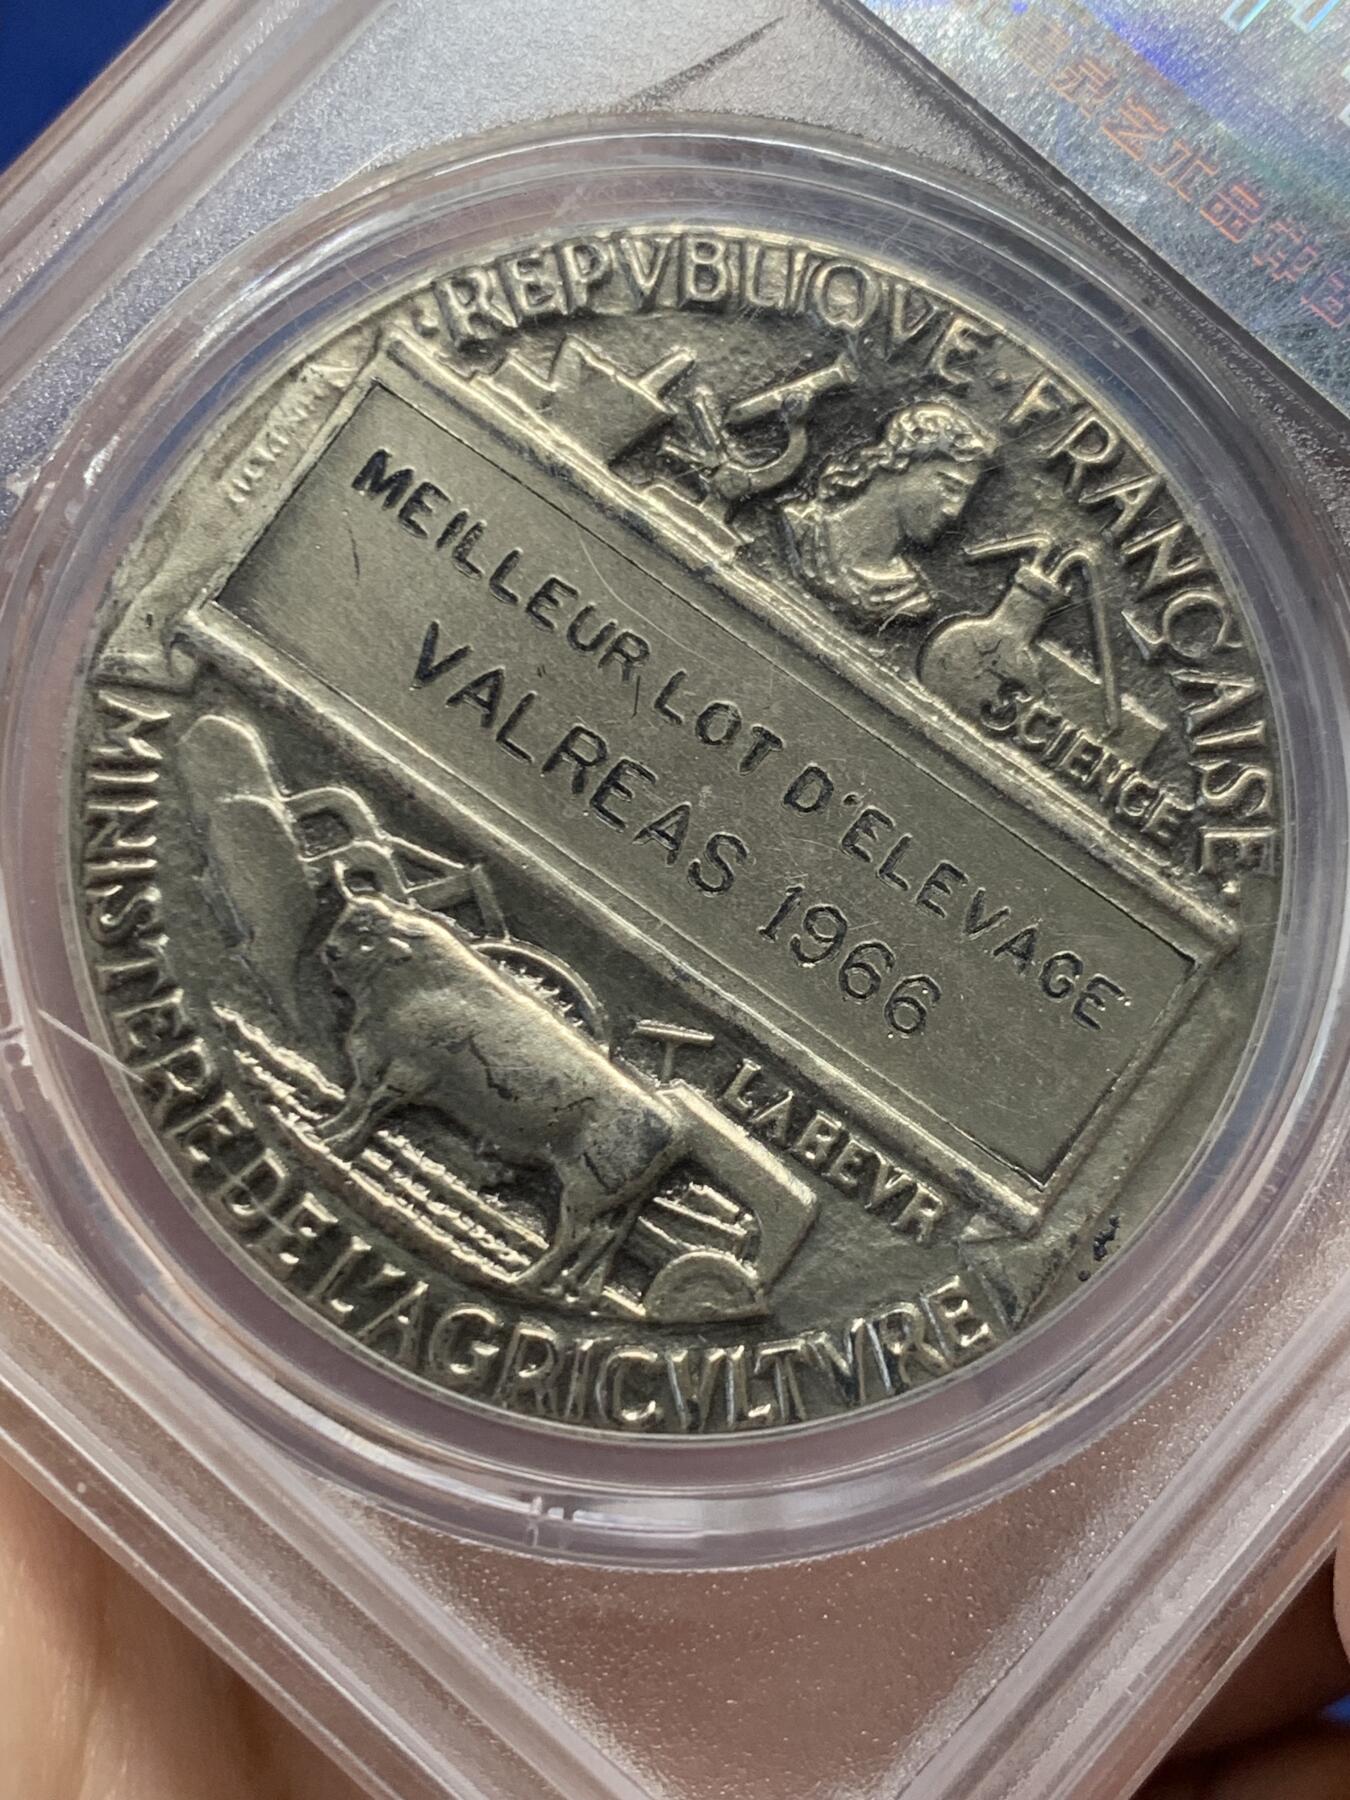 ·REPVBLIQVE·FRANÇAISE·
SCIENCE
MEILLEUR LOT D'ELEVAGE
VALREAS 1966
LABEVR
MINISTERE DE L'AGRICVLTVRE